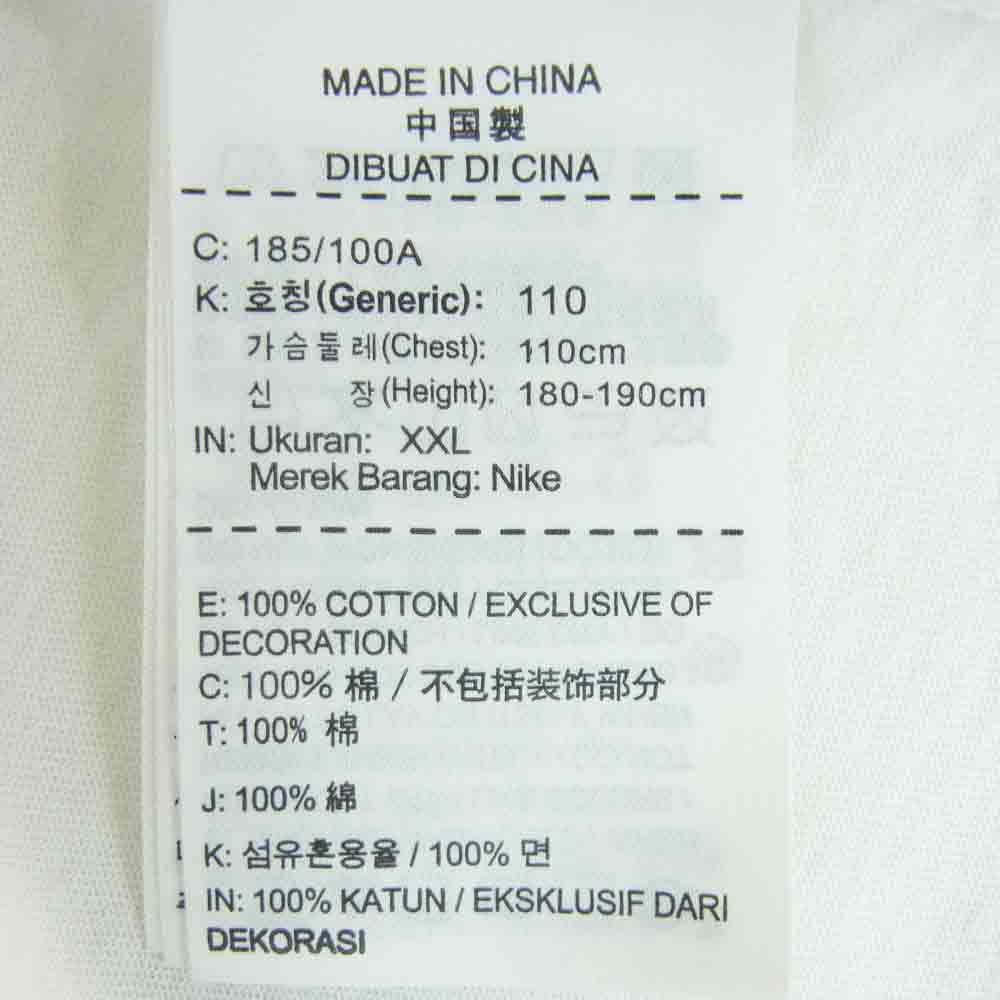 MADE IN CHINA
中国製
DIBUAT DI CINA
C: 185/100A
K: 호칭(Generic): 110
가슴둘레(Chest): 110cm
신 장(Height): 180-190cm
IN: Ukuran: XXL
Merek Barang: Nike
E: 100% COTTON / EXCLUSIVE OF
DECORATION
C: 100% 棉 / 不包括装饰部分
T: 100% 棉
J: 100% 綿
K: 섬유혼용율 / 100% 면
IN: 100% KATUN / EKSKLUSIF DARI
DEKORASI